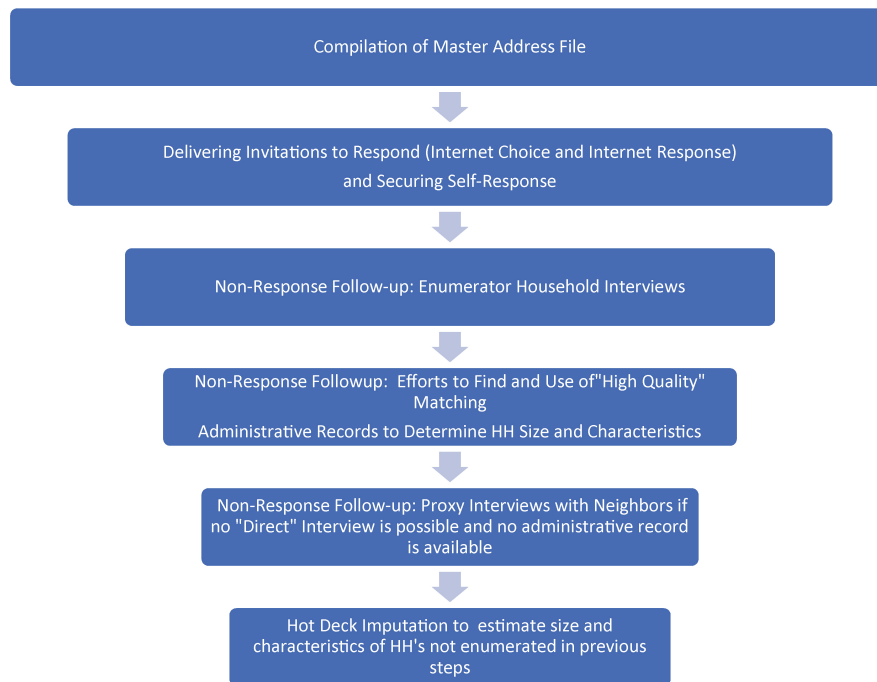 Compilation of Master Address File
Delivering Invitations to Respond (Internet Choice and Internet Response)
and Securing Self-Response
Non-Response Follow-up: Enumerator Household Interviews
Non-Response Followup:  Efforts to Find and Use of"High Quality"
Matching
Administrative Records to Determine HH Size and Characteristics
Non-Response Follow-up: Proxy Interviews with Neighbors if
no "Direct" Interview is possible and no administrative record
is available
Hot Deck Imputation to  estimate size and
characteristics of HH's not enumerated in previous
steps